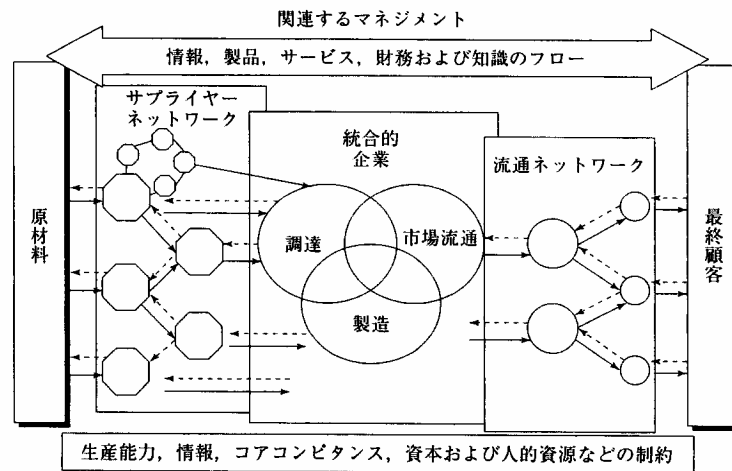 関連するマネジメント
情報，製品，サービス，財務および知識のフロー
サプライヤー
ネットワーク
統合的
企業
流通ネットワーク
原材料
調達
市場流通
製造
最終顧客
生産能力，情報，コアコンピタンス，資本および人的資源などの制約